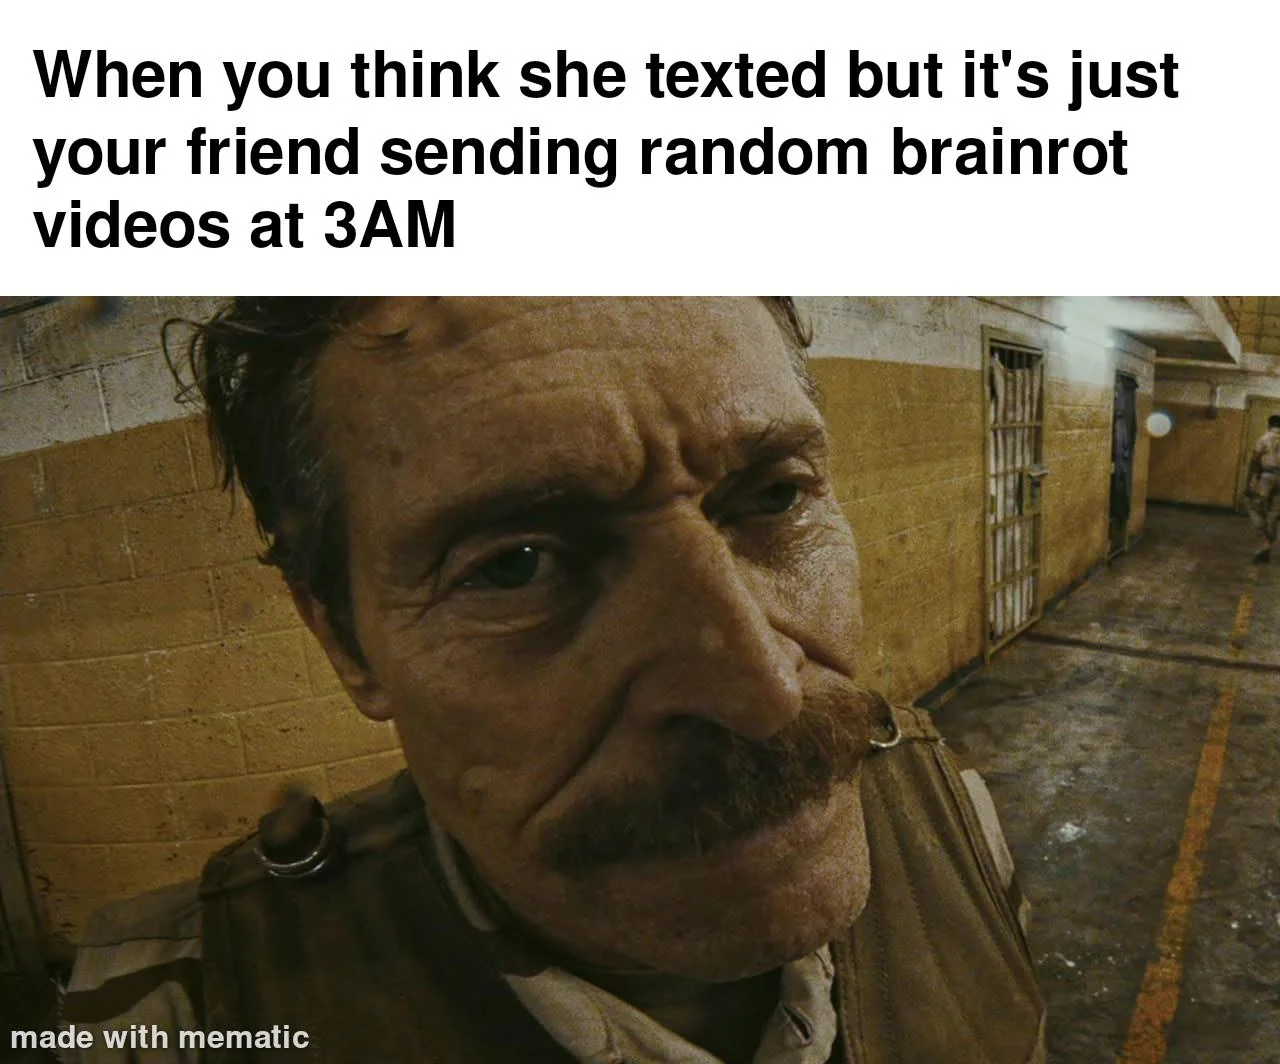 When you think she texted but it's just
your friend sending random brainrot
videos at 3AM
made with mematic